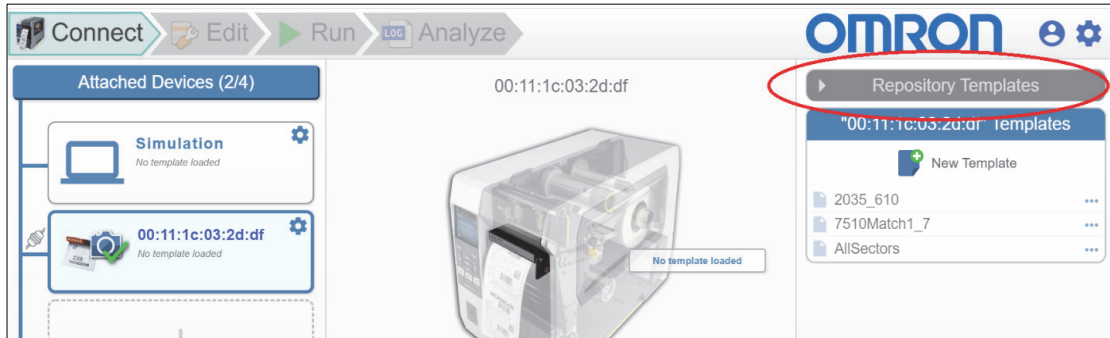 Connect
Edit
Run
LOG
Analyze
OMRON
Attached Devices (2/4)
Simulation
No template loaded
00:11:1c:03:2d:df
No template loaded
00:11:1c:03:2d:df
No template loaded
Repository Templates
"00:11:1c:03:2d:df" Templates
New Template
2035_610
7510Match1_7
AllSectors